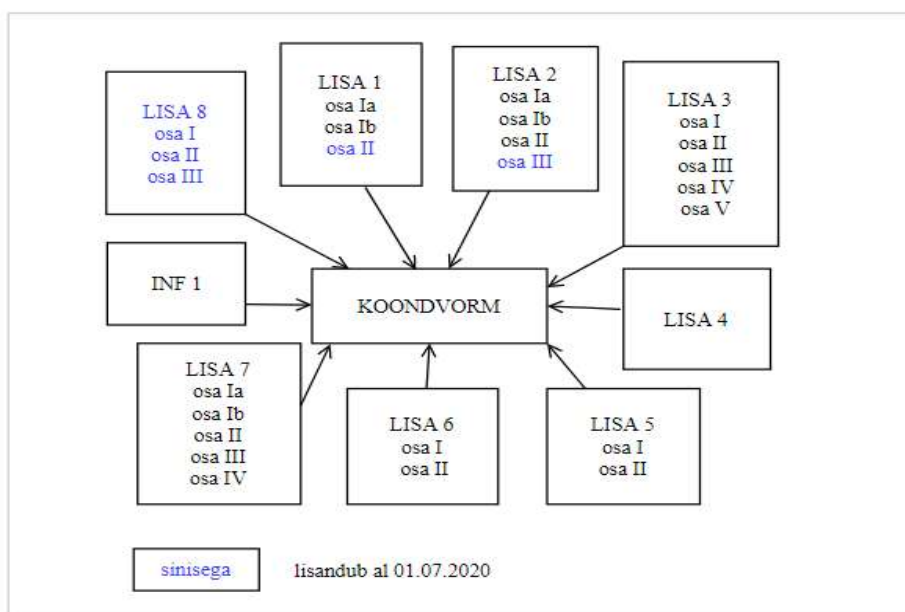 LISA 8
osa I
osa II
osa III
LISA 1
osa Ia
osa Ib
osa II
LISA 2
osa Ia
osa Ib
osa II
osa III
LISA 3
osa I
osa II
osa III
osa IV
osa V
INF 1
KOONDVORM
LISA 4
LISA 7
osa Ia
osa Ib
osa II
osa III
osa IV
LISA 6
osa I
osa II
LISA 5
osa I
osa II
sinisega
lisandub al 01.07.2020